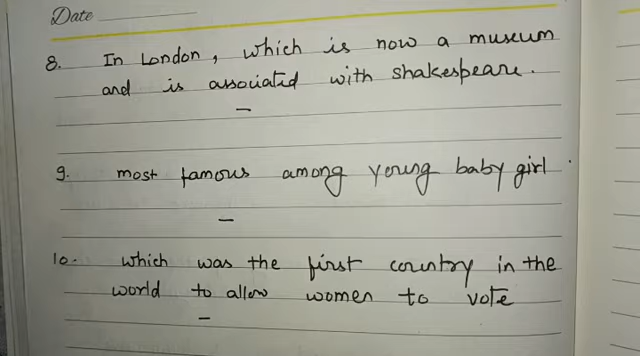 Date
8. In London, which is now a museum
and is associated with shakespeare.
9. most famous among young baby girl.
10. which was the first country in the
world to allow women to vote